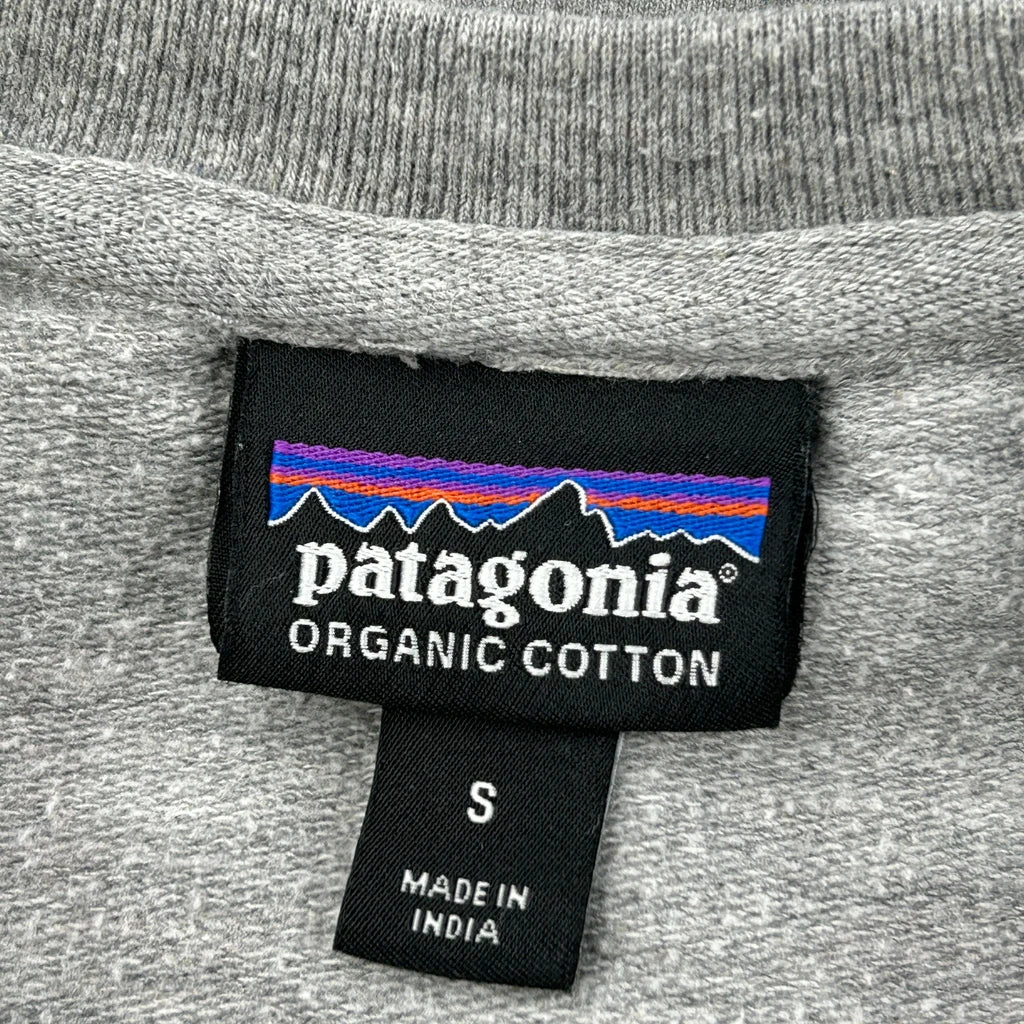 patagonia®
ORGANIC COTTON
S
MADE IN
INDIA